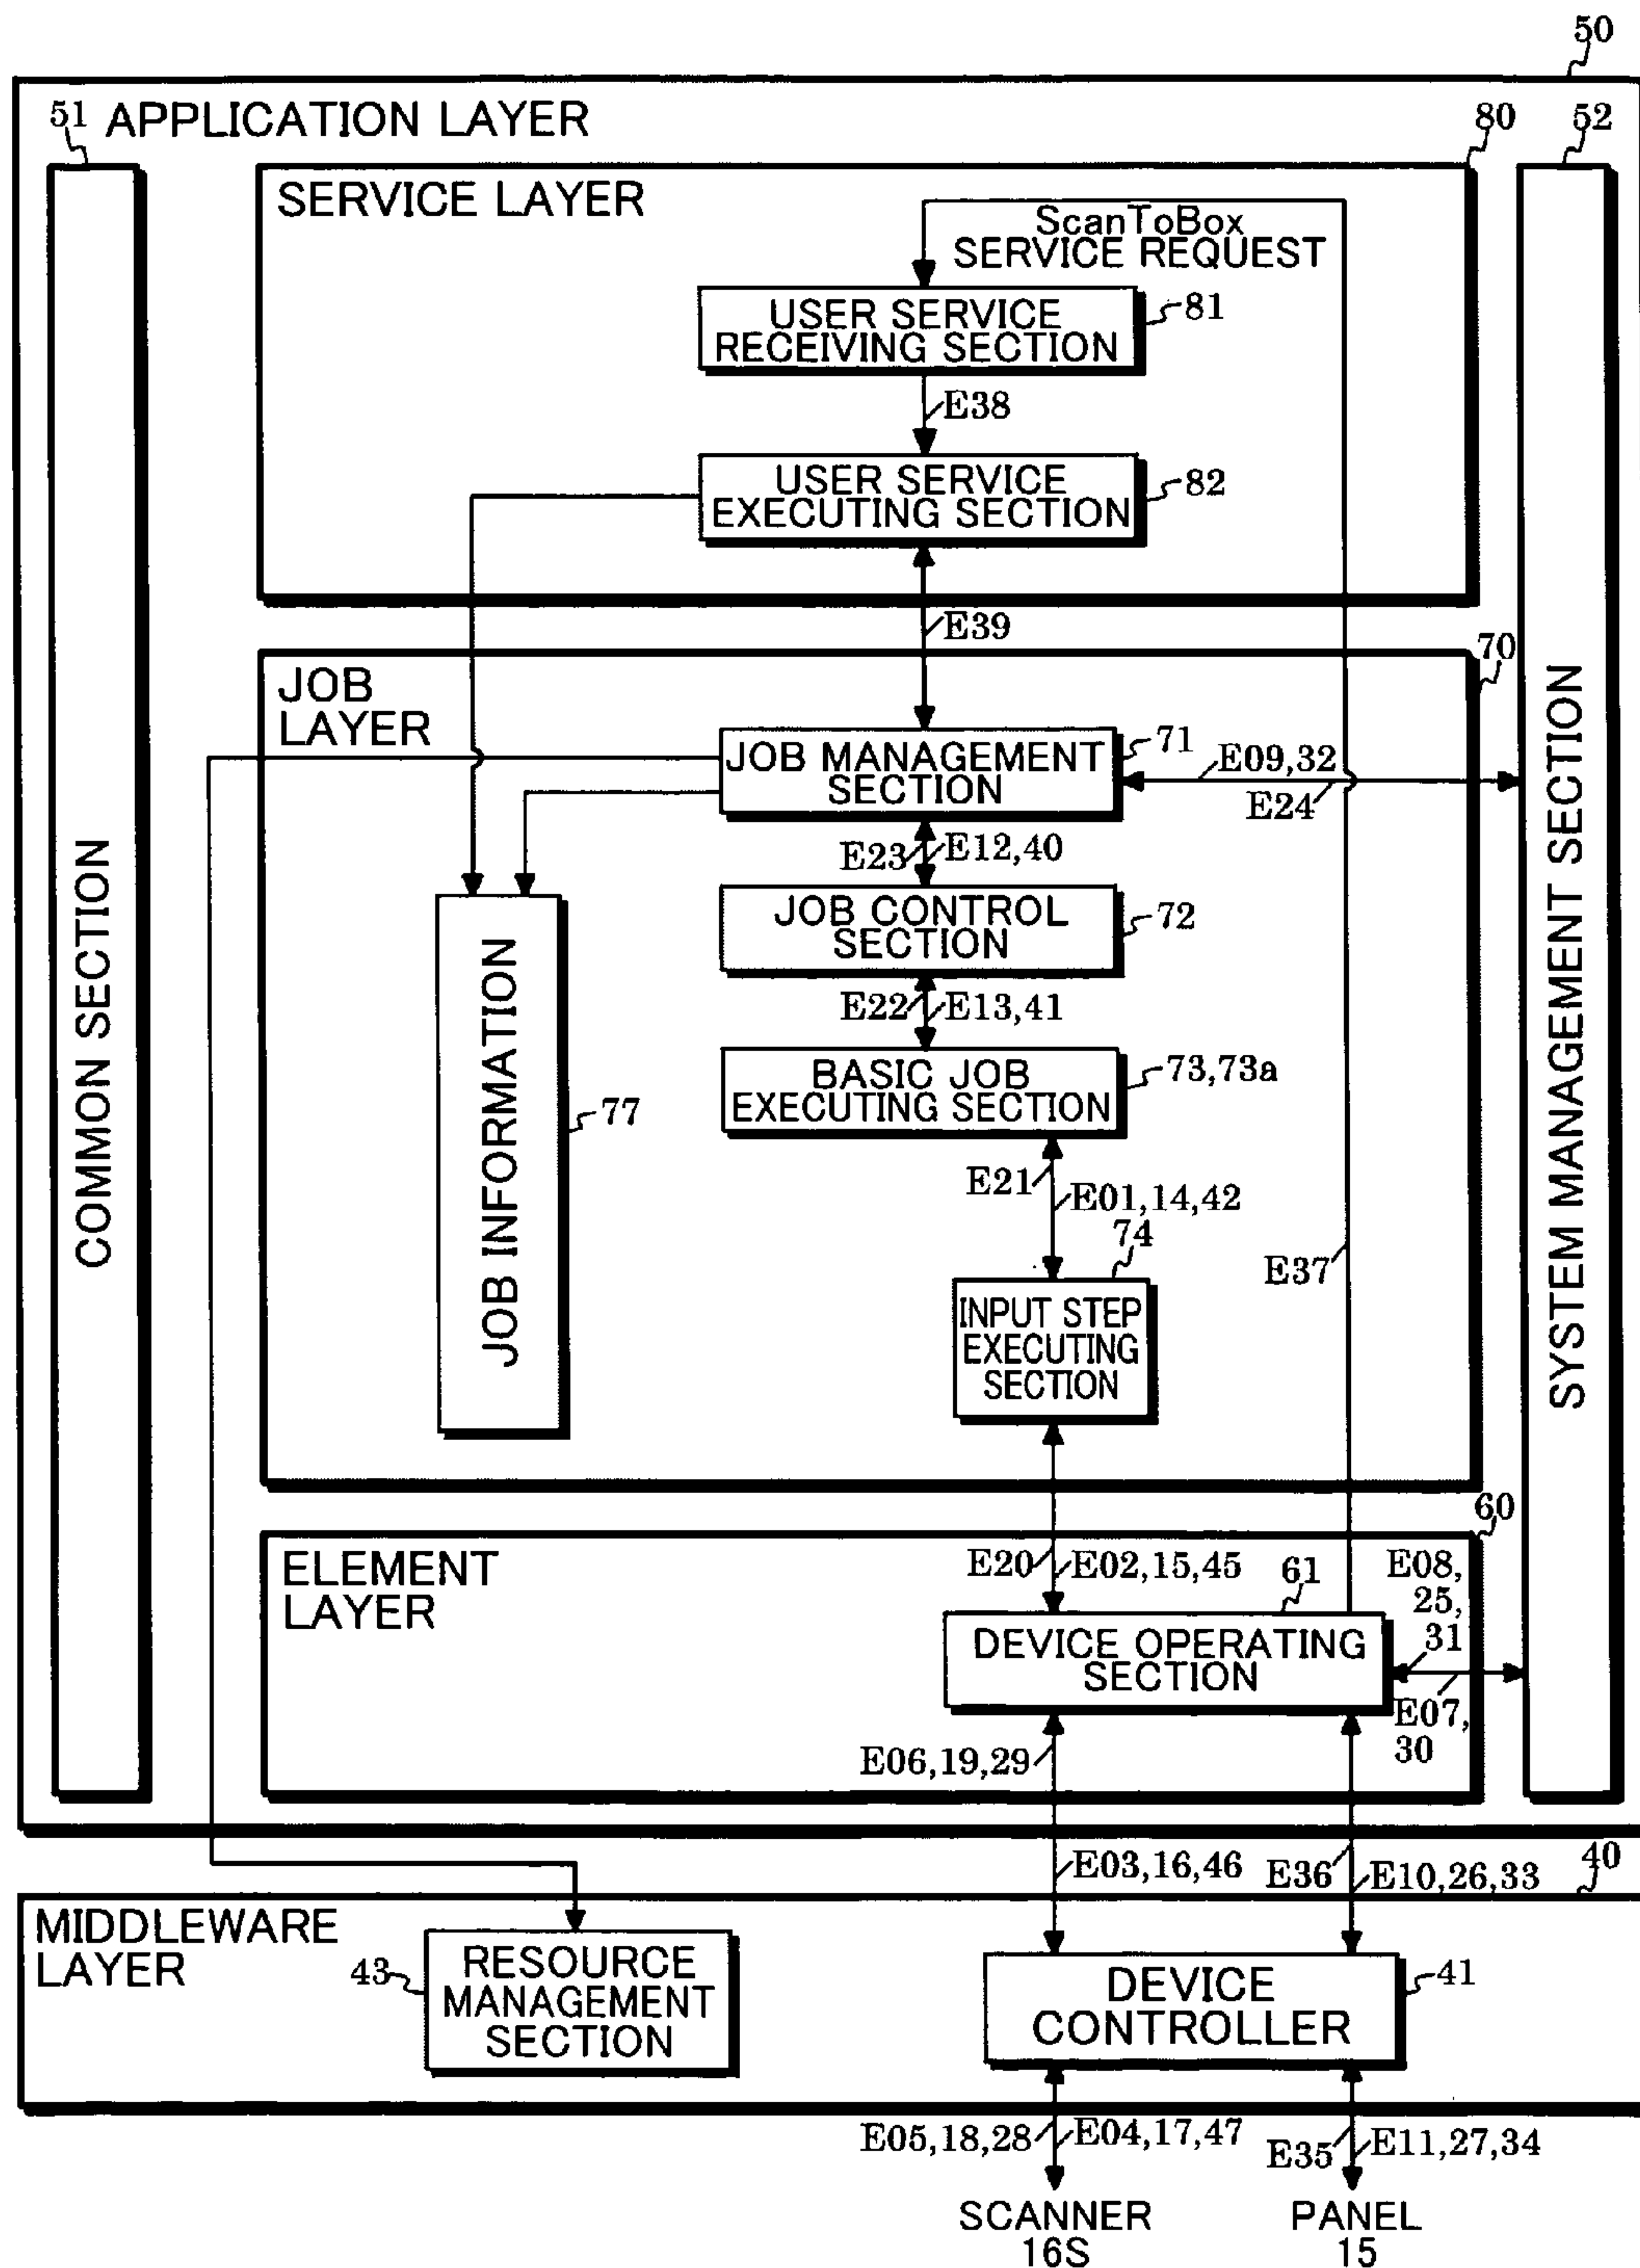 50
51 APPLICATION LAYER
80
52
SERVICE LAYER
ScanToBox
SERVICE REQUEST
USER SERVICE
RECEIVING SECTION
81
E38
USER SERVICE
EXECUTING SECTION
82
E39
70
JOB
LAYER
JOB MANAGEMENT
SECTION
71
E09,32
E24
E23
E12,40
JOB CONTROL
SECTION
72
E22
E13,41
BASIC JOB
EXECUTING SECTION
73,73a
COMMON SECTION
JOB INFORMATION
77
SYSTEM MANAGEMENT SECTION
E21
E01,14,42
74
E37
INPUT STEP
EXECUTING
SECTION
60
ELEMENT
LAYER
E20
E02,15,45
61
E08,
25,
31
DEVICE OPERATING
SECTION
E07,
30
E06,19,29
E03,16,46
E36
E10,26,33
40
MIDDLEWARE
LAYER
43
RESOURCE
MANAGEMENT
SECTION
DEVICE
CONTROLLER
41
E05,18,28
E04,17,47
E35
E11,27,34
SCANNER
16S
PANEL
15